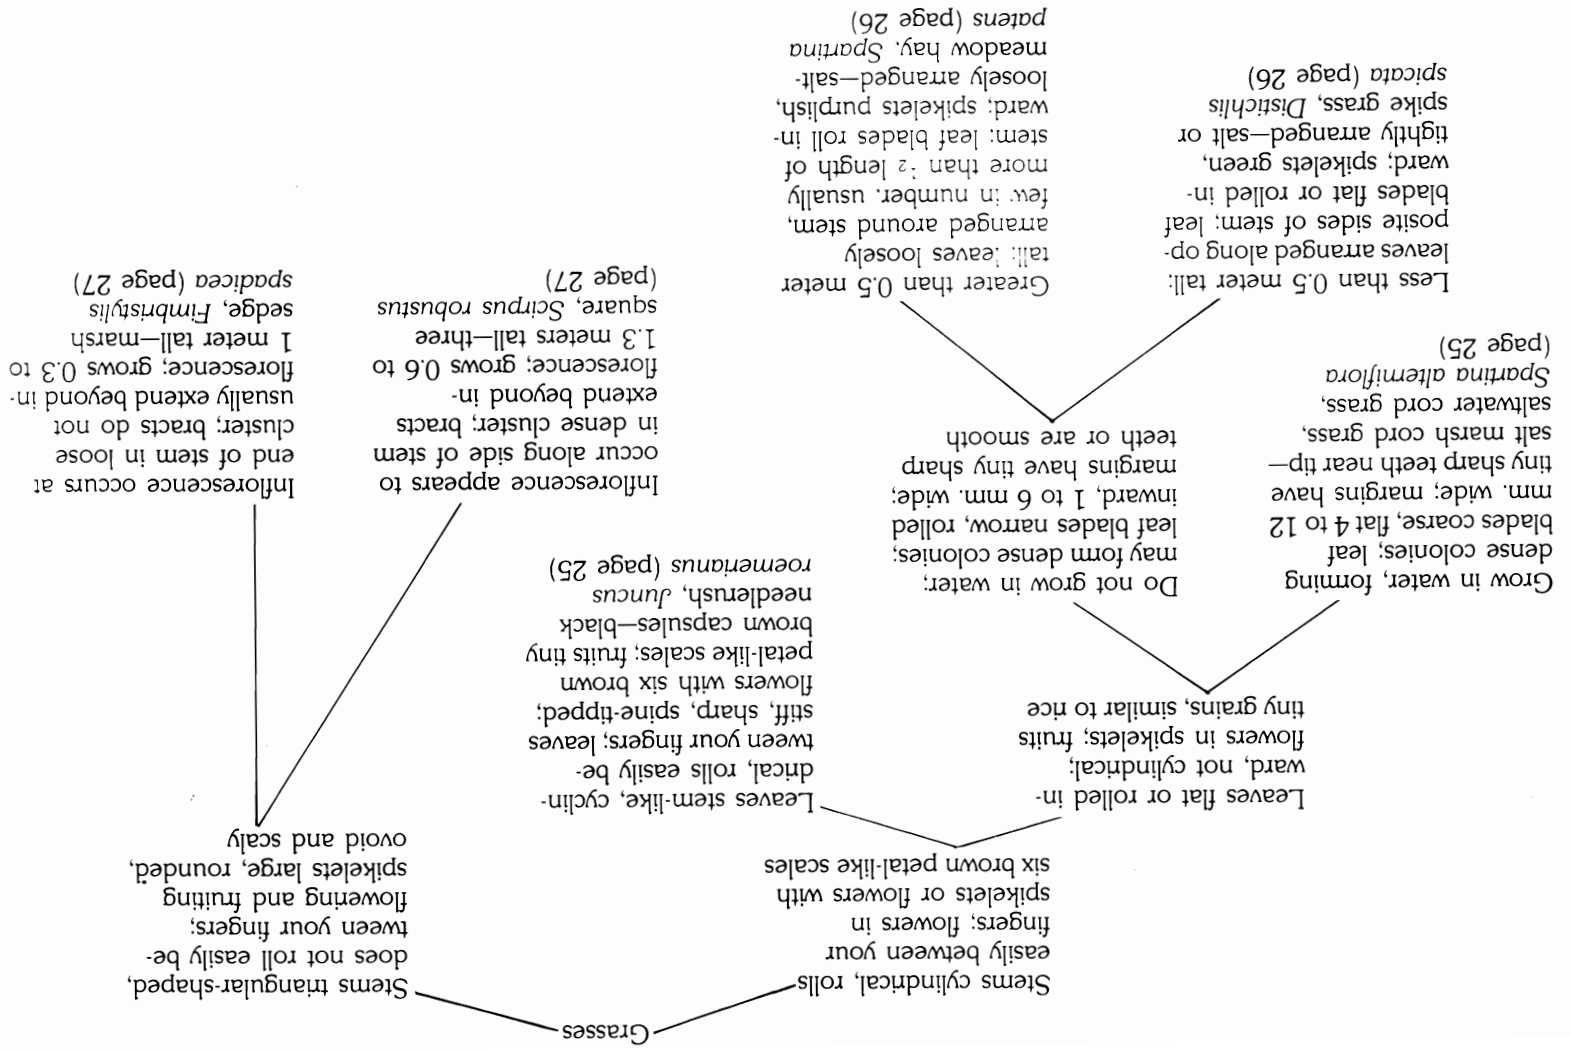 Grasses
Stems cylindrical, rolls
easily between your
fingers; flowers in
spikelets or flowers with
six brown petal-like scales
Stems triangular-shaped,
does not roll easily be-
tween your fingers;
flowering and fruiting
spikelets large, rounded,
ovoid and scaly
Leaves flat or rolled in-
ward, not cylindrical;
flowers in spikelets; fruits
tiny grains, similar to rice
Leaves stem-like, cyclin-
drical, rolls easily be-
tween your fingers; leaves
stiff, sharp, spine-tipped;
flowers with six brown
petal-like scales; fruits tiny
brown capsules—black
needlerush, Juncus
roemerianus (page 25)
Grow in water, forming
dense colonies; leaf
blades coarse, flat 4 to 12
mm. wide; margins have
tiny sharp teeth near tip—
salt marsh cord grass,
saltwater cord grass,
Spartina alterniflora
(page 25)
Do not grow in water;
may form dense colonies;
leaf blades narrow, rolled
inward, 1 to 6 mm. wide;
margins have tiny sharp
teeth or are smooth
Less than 0.5 meter tall;
leaves arranged along op-
posite sides of stem; leaf
blades flat or rolled in-
ward; spikelets green,
tightly arranged—salt or
spike grass, Distichlis
spicata (page 26)
Greater than 0.5 meter
tall; leaves loosely
arranged around stem,
few in number, usually
more than ½ length of
stem; leaf blades roll in-
ward; spikelets purplish,
loosely arranged—salt-
meadow hay, Spartina
patens (page 26)
Inflorescence appears to
occur along side of stem
in dense cluster; bracts
extend beyond in-
florescence; grows 0.6 to
1.3 meters tall—three
square, Scirpus robustus
(page 27)
Inflorescence occurs at
end of stem in loose
cluster; bracts do not
usually extend beyond in-
florescence; grows 0.3 to
1 meter tall—marsh
sedge, Fimbristylis
spadicea (page 27)